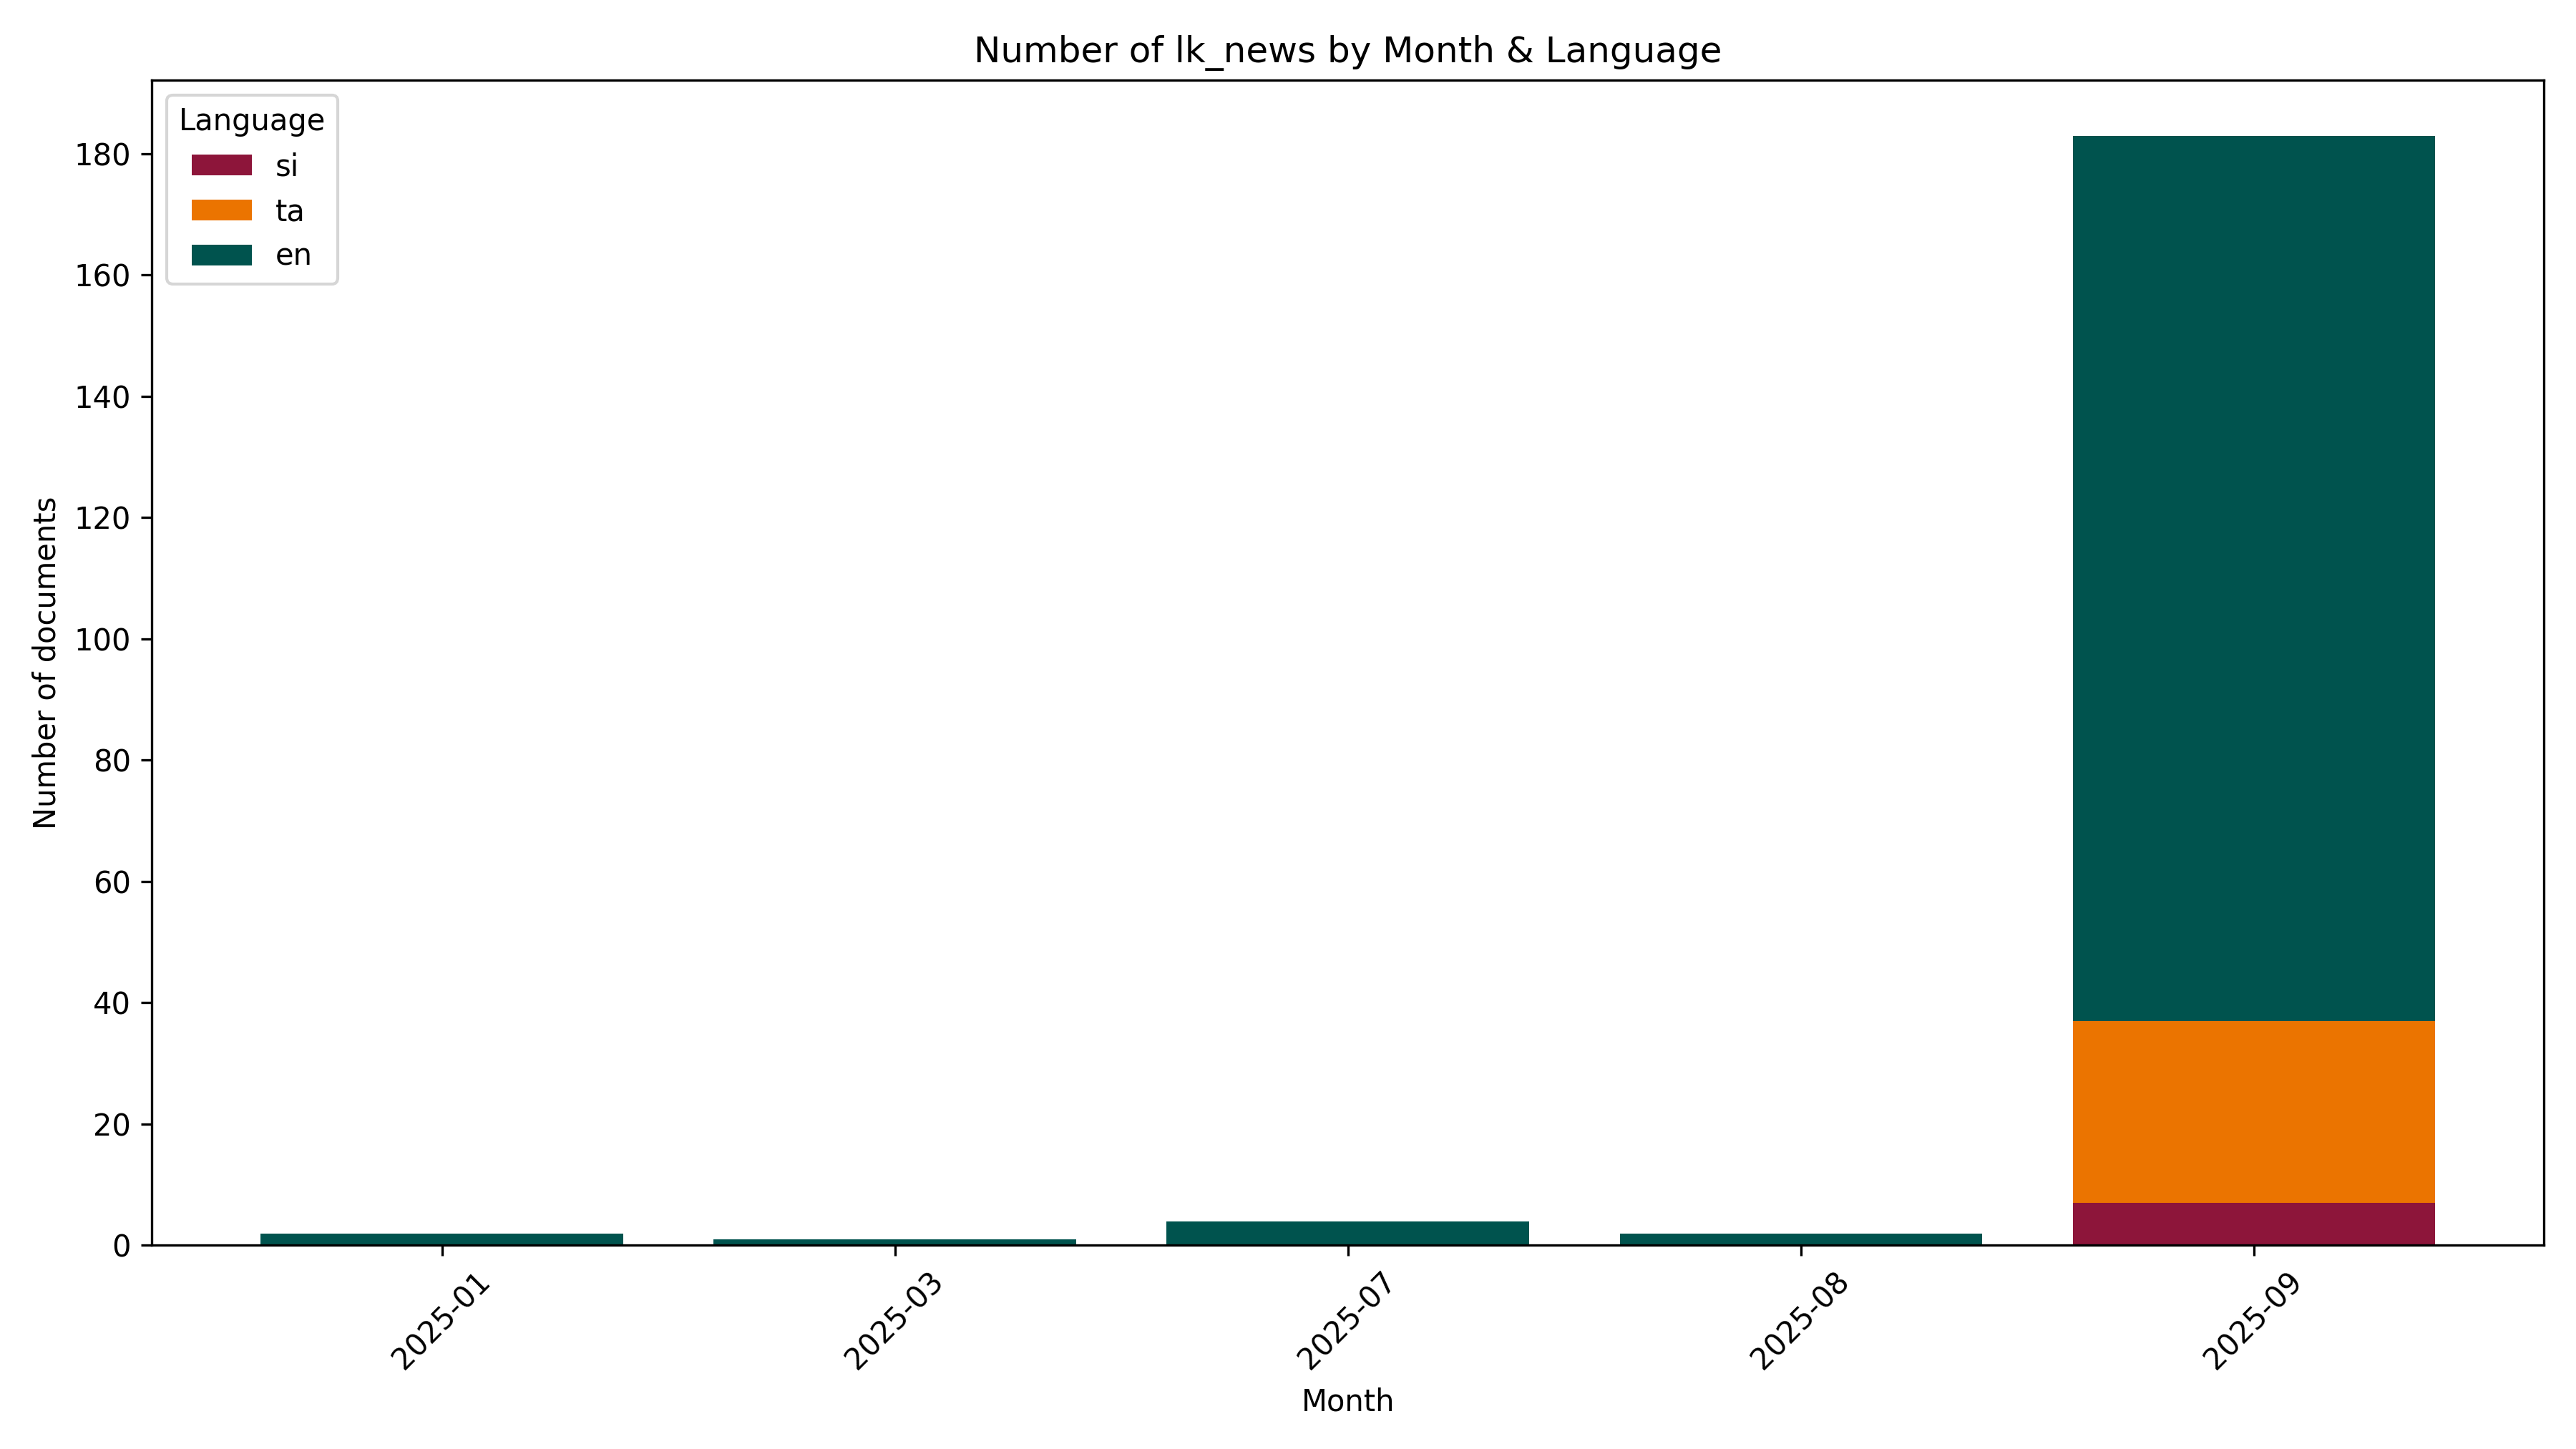 Number of lk_news by Month & Language
Language
si
ta
en
Number of documents
180
160
140
120
100
80
60
40
20
0
2025-01
2025-03
2025-07
2025-08
2025-09
Month